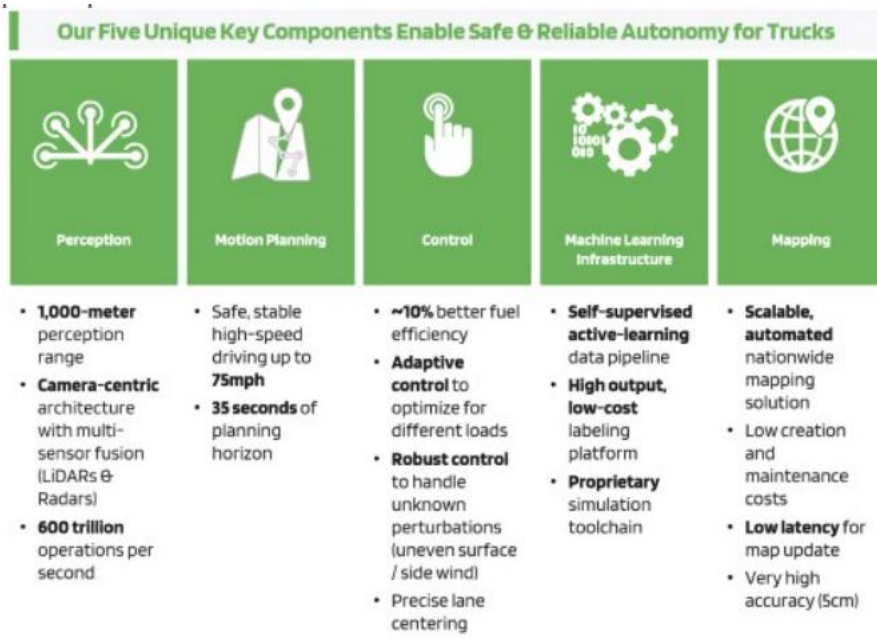 Our Five Unique Key Components Enable Safe & Reliable Autonomy for Trucks
Perception
• 1,000-meter
perception
range
• Camera-centric
architecture
with multi-
sensor fusion
(LiDARs &
Radars)
• 600 trillion
operations per
second
Motion Planning
• Safe, stable
high-speed
driving up to
75mph
• 35 seconds of
planning
horizon
Control
• ~10% better fuel
efficiency
• Adaptive
control to
optimize for
different loads
• Robust control
to handle
unknown
perturbations
(uneven surface
/ side wind)
• Precise lane
centering
10
1010
010
Machine Learning
Infrastructure
• Self-supervised
active-learning
data pipeline
• High output,
low-cost
labeling
platform
• Proprietary
simulation
toolchain
Mapping
• Scalable,
automated
nationwide
mapping
solution
• Low creation
and
maintenance
costs
• Low latency for
map update
• Very high
accuracy (5cm)